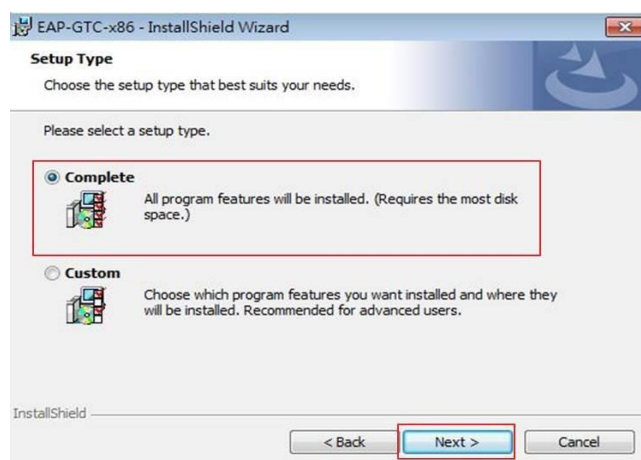 EAP-GTC-x86 - InstallShield Wizard
Setup Type
Choose the setup type that best suits your needs.
Please select a setup type.
Complete
All program features will be installed. (Requires the most disk
space.)
Custom
Choose which program features you want installed and where they
will be installed. Recommended for advanced users.
InstallShield
< Back
Next >
Cancel